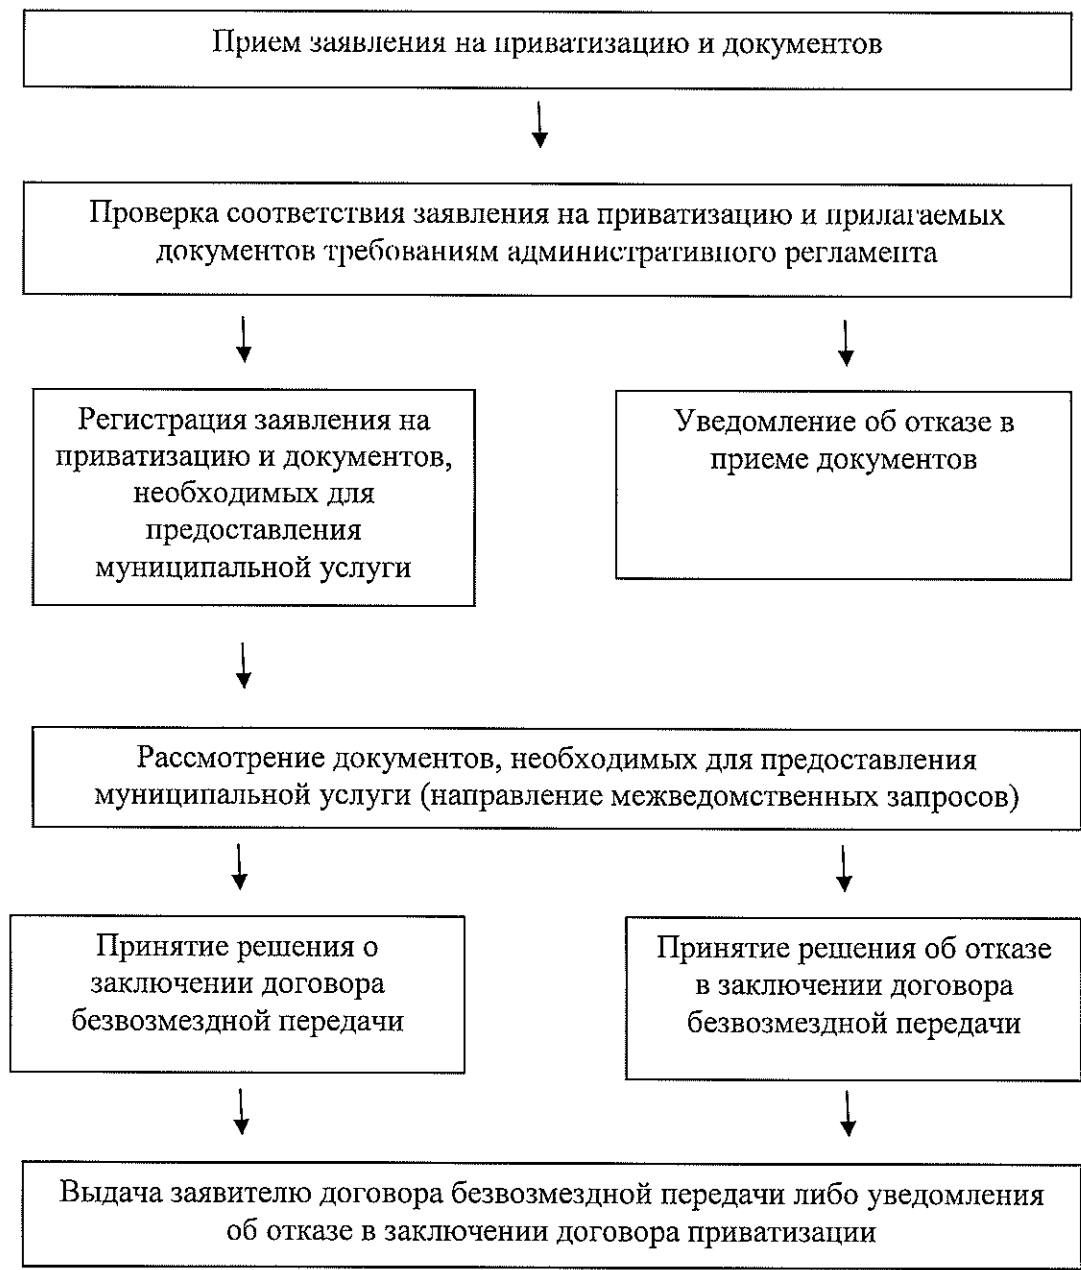 Прием заявления на приватизацию и документов
Проверка соответствия заявления на приватизацию и прилагаемых
документов требованиям административного регламента
Регистрация заявления на
приватизацию и документов,
необходимых для
предоставления
муниципальной услуги
Уведомление об отказе в
приеме документов
Рассмотрение документов, необходимых для предоставления
муниципальной услуги (направление межведомственных запросов)
Принятие решения о
заключении договора
безвозмездной передачи
Принятие решения об отказе
в заключении договора
безвозмездной передачи
Выдача заявителю договора безвозмездной передачи либо уведомления
об отказе в заключении договора приватизации